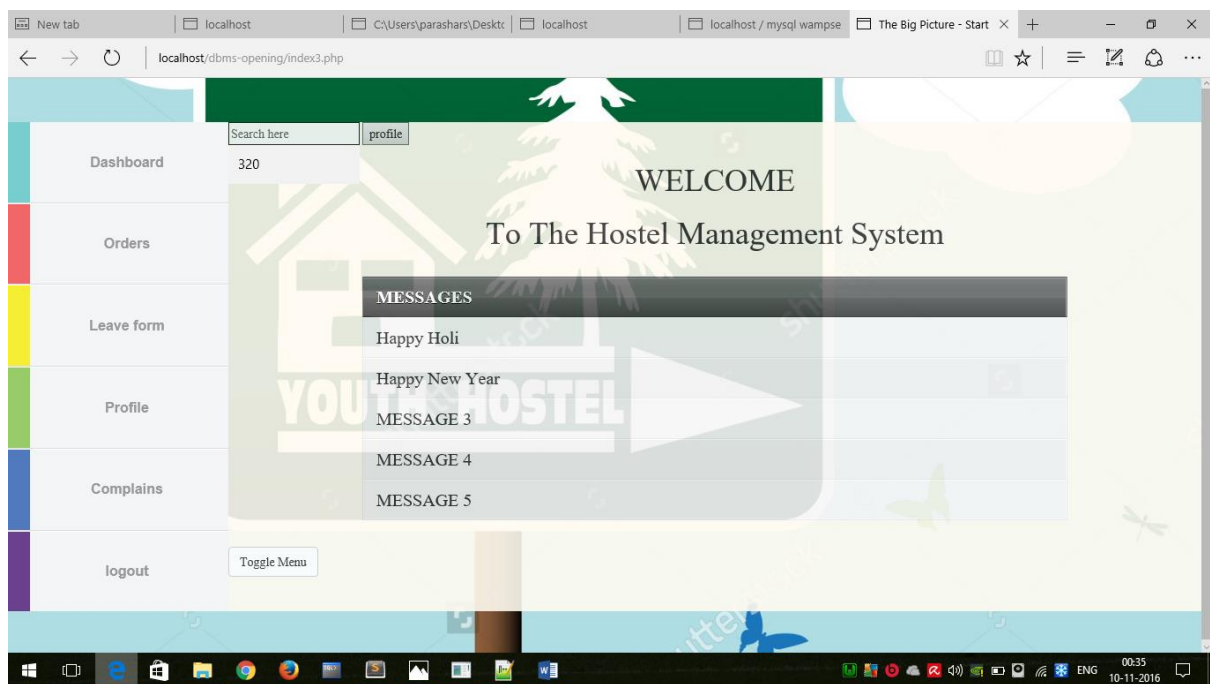 New tab
localhost
C:\Users\parashars\Deskto
localhost
localhost / mysql wampse
The Big Picture - Start
localhost/dbms-opening/index3.php
Search here
profile
320
Dashboard
Orders
Leave form
Profile
Complains
logout
WELCOME
To The Hostel Management System
MESSAGES
Happy Holi
Happy New Year
MESSAGE 3
MESSAGE 4
MESSAGE 5
YOUTH HOSTEL
Toggle Menu
ENG
00:35
10-11-2016